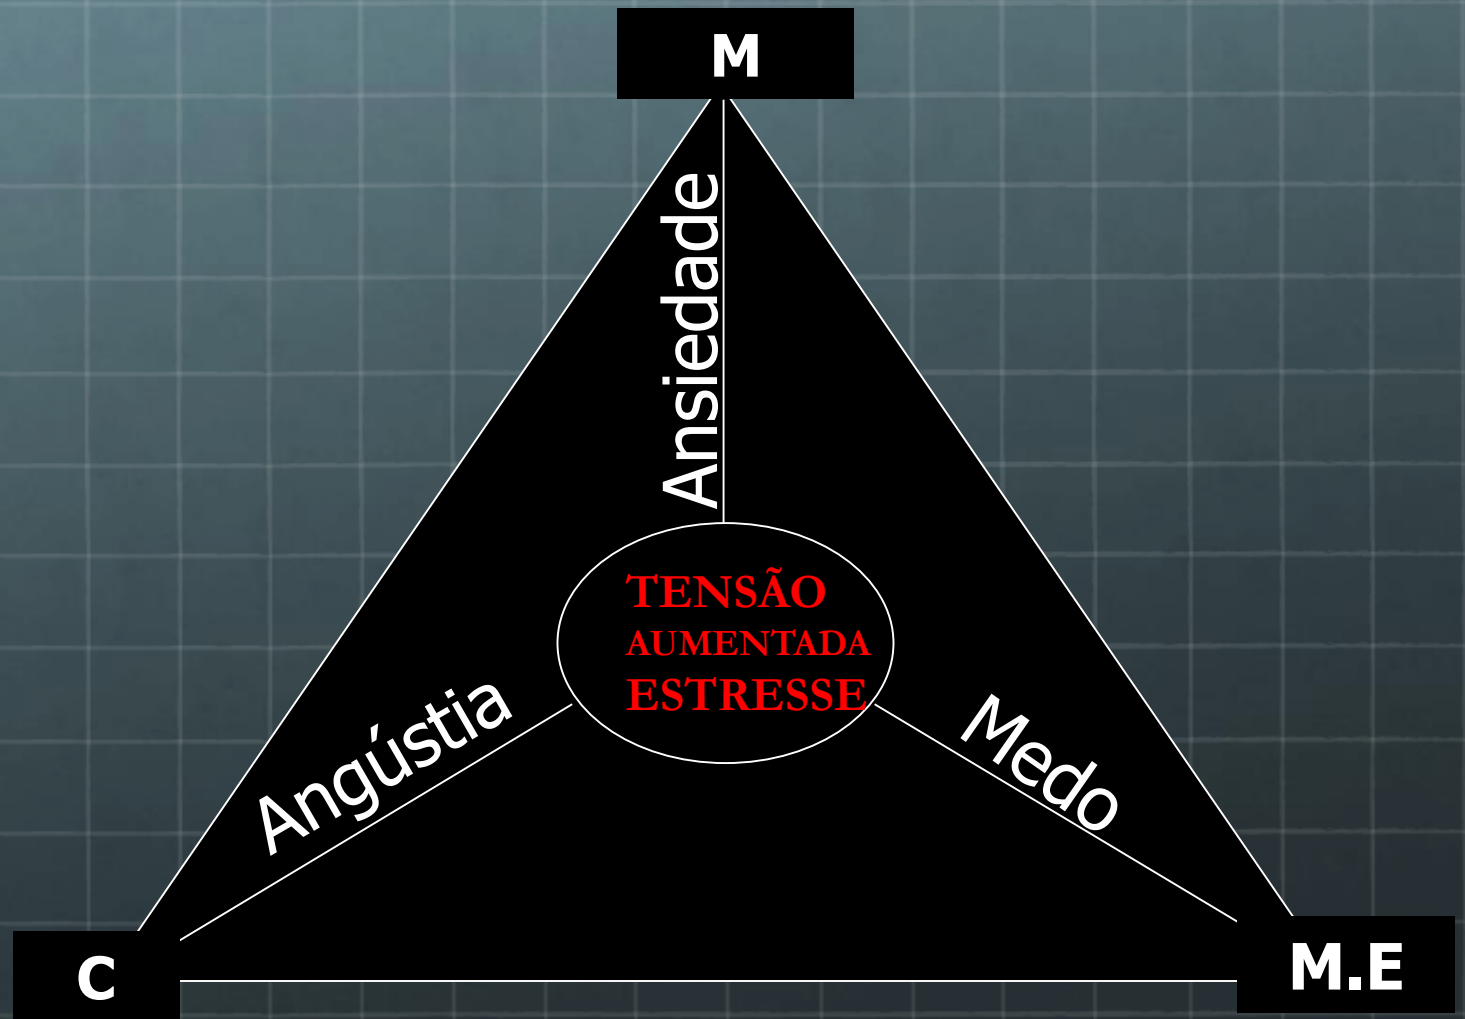 M
Ansiedade
TENSÃO
AUMENTADA
ESTRESSE
Angústia
Medo
C
M.E